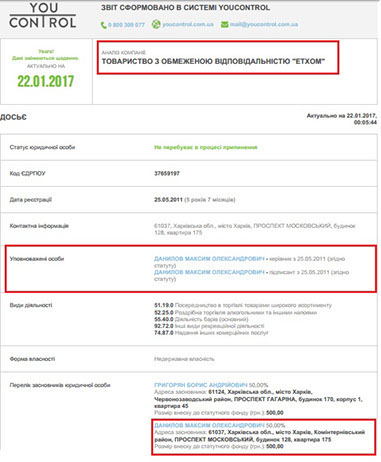 YOU
CONTROL
ЗВІТ СФОРМОВАНО В СИСТЕМІ YOUCONTROL
0 800 309 077 youcontrol.com.ua mail@youcontrol.com.ua
Увага!
Дані змінюються щоденно.
АКТУАЛЬНО НА
22.01.2017
АНАЛІЗ КОМПАНІЇ
ТОВАРИСТВО З ОБМЕЖЕНОЮ ВІДПОВІДАЛЬНІСТЮ "ЕТХОМ"
ДОСЬЄ
Актуально на 22.01.2017,
00:05:44
Статус юридичної особи Не перебуває в процесі припинення
Код ЄДРПОУ 37659197
Дата реєстрації 25.05.2011 (5 років 7 місяців)
Контактна інформація 61037, Харківська обл., місто Харків, ПРОСПЕКТ МОСКОВСЬКИЙ, будинок
128, квартира 175
Уповноважені особи ДАНИЛОВ МАКСИМ ОЛЕКСАНДРОВИЧ - керівник з 25.05.2011 (згідно
статуту)
ДАНИЛОВ МАКСИМ ОЛЕКСАНДРОВИЧ - підписант з 25.05.2011 (згідно
статуту)
Види діяльності 51.19.0 Посередництво в торгівлі товарами широкого асортименту
52.25.0 Роздрібна торгівля алкогольними та іншими напоями
55.40.0 Діяльність барів (основний)
92.72.0 Інші види рекреаційної діяльності
74.87.0 Надання інших комерційних послуг
Форма власності Недержавна власність
Перелік засновників юридичної особи ГРИГОРЯН БОРИС АНДРІЙОВИЧ 50,00%
Адреса засновника: 61124, Харківська обл., місто Харків,
Червонозаводський район, ПРОСПЕКТ ГАГАРІНА, будинок 170, корпус 1,
квартира 45
Розмір внеску до статутного фонду (грн.): 500,00
ДАНИЛОВ МАКСИМ ОЛЕКСАНДРОВИЧ 50,00%
Адреса засновника: 61037, Харківська обл., місто Харків, Комінтернівський
район, ПРОСПЕКТ МОСКОВСЬКИЙ, будинок 128, квартира 175
Розмір внеску до статутного фонду (грн.): 500,00